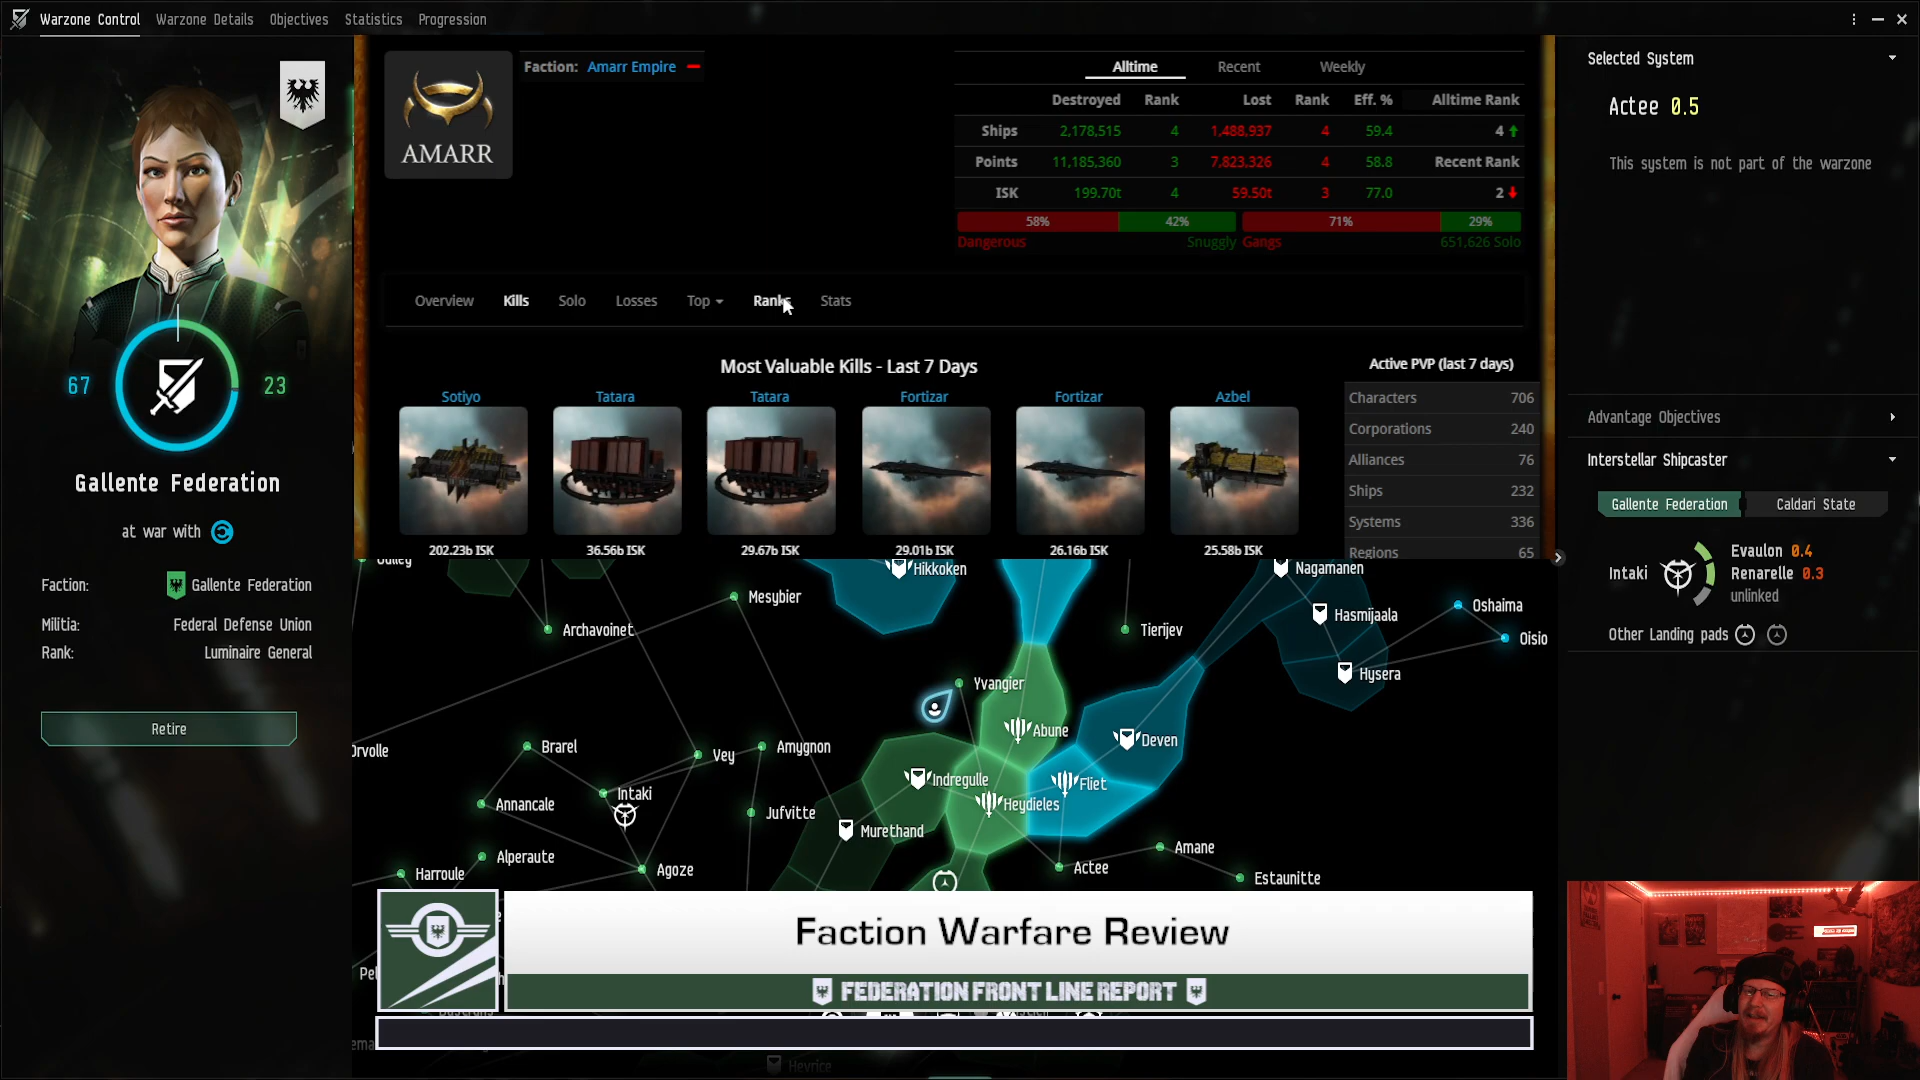 Warzone Control Warzone Details Objectives Statistics Progression
Gallente Federation
67 23
at war with
Faction: Gallente Federation
Militia: Federal Defense Union
Rank: Luminaire General
Retire
AMARR
Faction: Amarr Empire
Alltime Recent Weekly
Destroyed Rank Lost Rank Eff. % Alltime Rank
Ships 2,178,515 4 1,488,937 4 59.4 4
Points 11,185,360 3 7,823,326 4 58.8 Recent Rank
ISK 199.70t 4 59.50t 3 77.0 2
58% 42% 71% 29%
Dangerous Snuggly Gangs 651,626 Solo
Overview Kills Solo Losses Top Ranks Stats
Most Valuable Kills - Last 7 Days
Sotiyo Tatara Tatara Fortizar Fortizar Azbel
202.23b ISK 36.56b ISK 29.67b ISK 29.01b ISK 26.16b ISK 25.58b ISK
Active PVP (last 7 days)
Characters 706
Corporations 240
Alliances 76
Ships 232
Systems 336
Regions 65
Hikkoken
Nagamanen
Mesybier
Oshaima
Hasmijaala
Archavoinet
Tierijev
Oisio
Hysera
Yvangier
Abune
Deven
Brarel
Amygnon
Vey
Indregulle
Fliet
Intaki
Annancale
Heydieles
Jufvitte
Murethand
Amane
Alperaute
Actee
Agoze
Harroule
Estaunitte
Hevrice
Faction Warfare Review
FEDERATION FRONT LINE REPORT
Selected System
Actee 0.5
This system is not part of the warzone
Advantage Objectives
Interstellar Shipcaster
Gallente Federation Caldari State
Intaki
Evaulon 0.4
Renarelle 0.3
unlinked
Other Landing pads